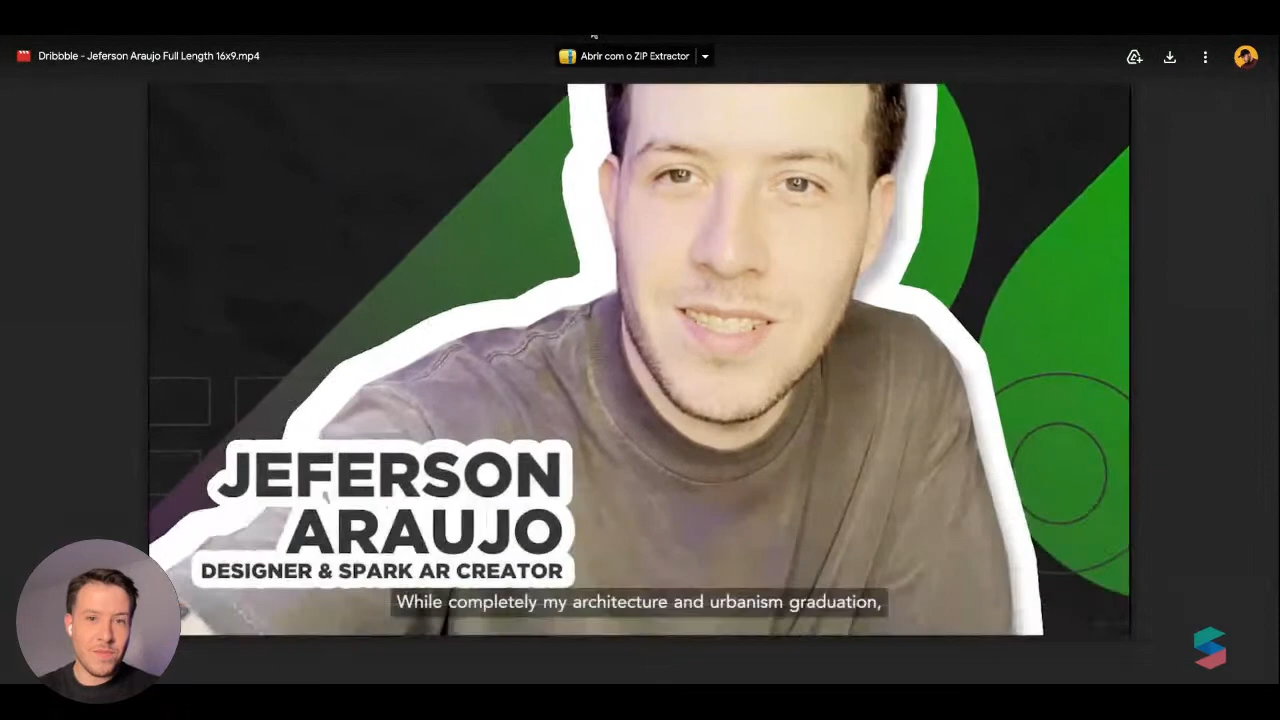 Dribbble - Jeferson Araujo Full Length 16x9.mp4
Abrir com o ZIP Extractor
JEFERSON
ARAUJO
DESIGNER & SPARK AR CREATOR
While completely my architecture and urbanism graduation,